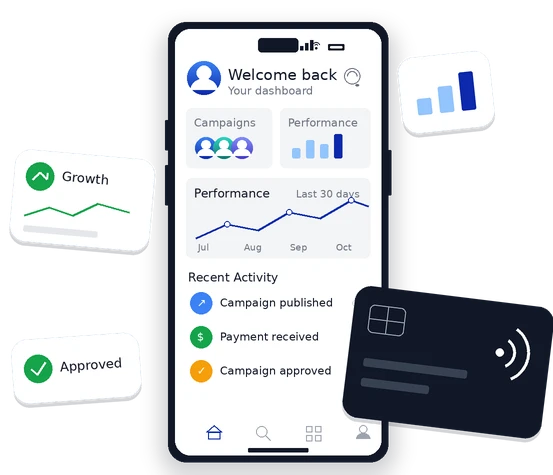 Welcome back
Your dashboard
Campaigns
Performance
Growth
Performance
Last 30 days
Jul Aug Sep Oct
Recent Activity
Campaign published
$ Payment received
Campaign approved
Approved